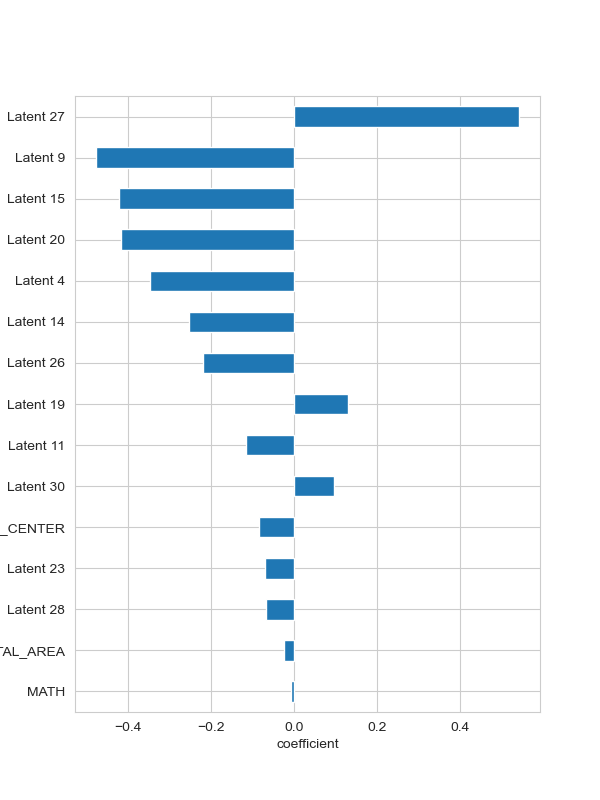 Latent 27
Latent 9
Latent 15
Latent 20
Latent 4
Latent 14
Latent 26
Latent 19
Latent 11
Latent 30
_CENTER
Latent 23
Latent 28
TAL_AREA
MATH
−0.4 −0.2 0.0 0.2 0.4
coefficient